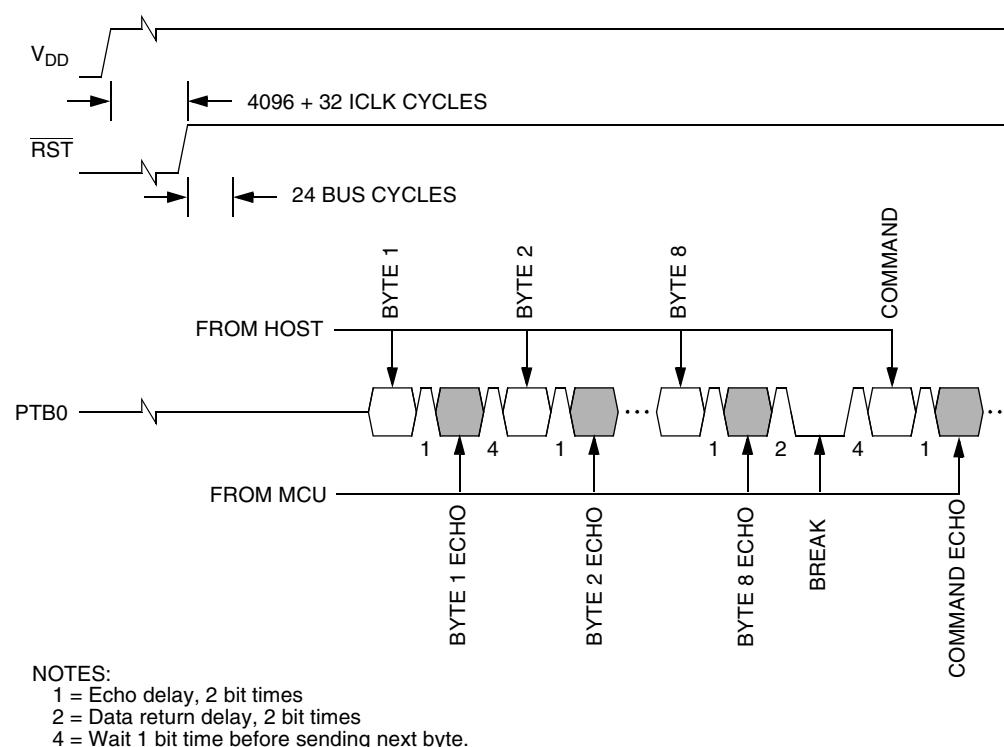 VDD
4096 + 32 ICLK CYCLES
RST
24 BUS CYCLES
BYTE 1
BYTE 2
BYTE 8
COMMAND
FROM HOST
PTB0
1
4
1
1
2
4
1
FROM MCU
BYTE 1 ECHO
BYTE 2 ECHO
BYTE 8 ECHO
BREAK
COMMAND ECHO
NOTES:
1 = Echo delay, 2 bit times
2 = Data return delay, 2 bit times
4 = Wait 1 bit time before sending next byte.